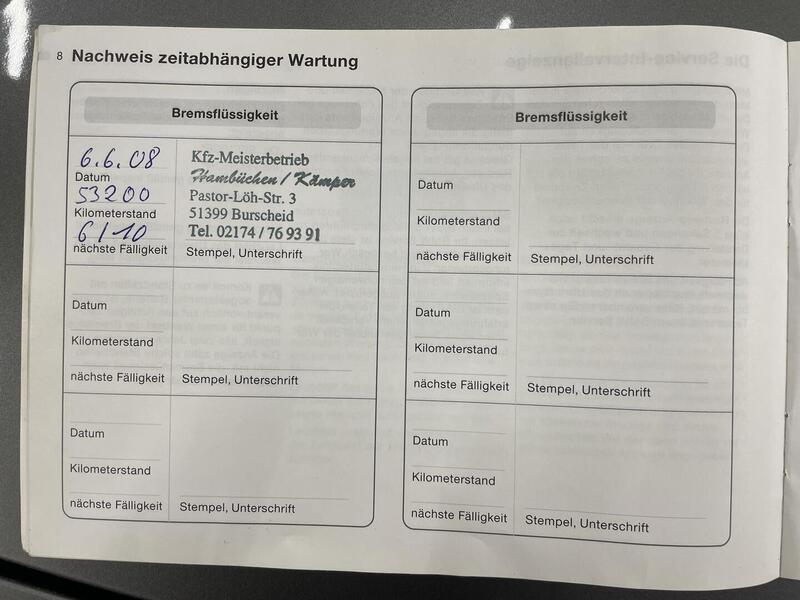 8 Nachweis zeitabhängiger Wartung
Bremsflüssigkeit
6.6.08
Datum
53200
Kilometerstand
6/10
nächste Fälligkeit
Kfz-Meisterbetrieb
Hambüchen / Kämper
Pastor-Löh-Str. 3
51399 Burscheid
Tel. 02174 / 76 93 91
Stempel, Unterschrift
Datum
Kilometerstand
nächste Fälligkeit
Stempel, Unterschrift
Datum
Kilometerstand
nächste Fälligkeit
Stempel, Unterschrift
Bremsflüssigkeit
Datum
Kilometerstand
nächste Fälligkeit
Stempel, Unterschrift
Datum
Kilometerstand
nächste Fälligkeit
Stempel, Unterschrift
Datum
Kilometerstand
nächste Fälligkeit
Stempel, Unterschrift